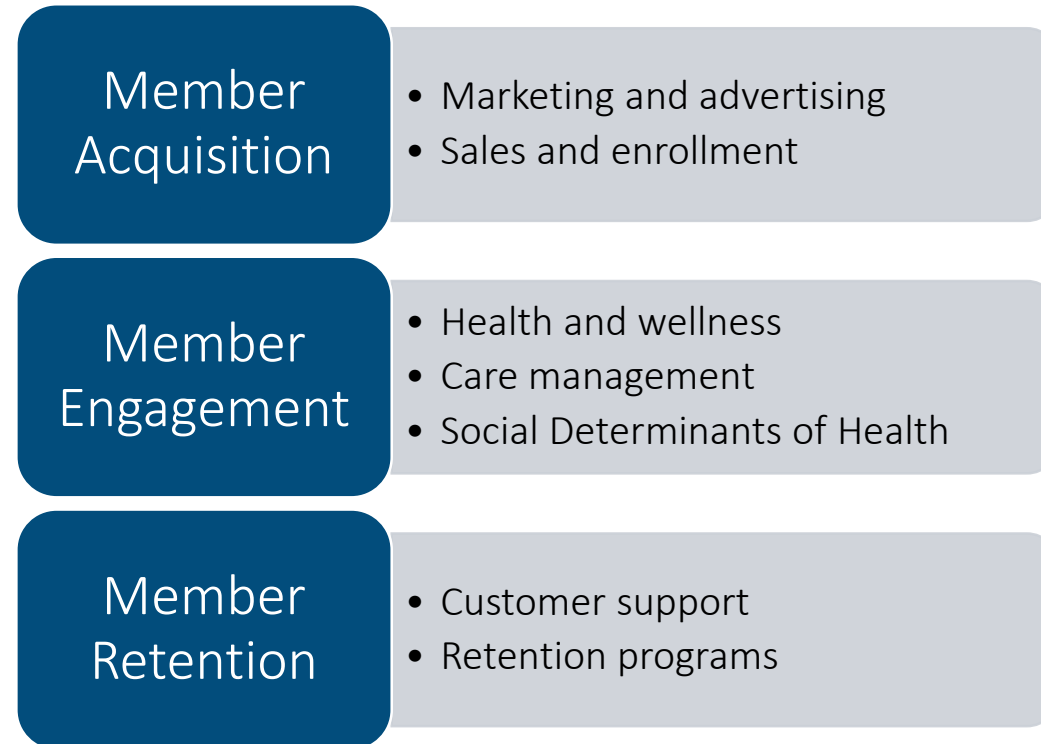 Member
Acquisition
• Marketing and advertising
• Sales and enrollment
Member
Engagement
• Health and wellness
• Care management
• Social Determinants of Health
Member
Retention
• Customer support
• Retention programs